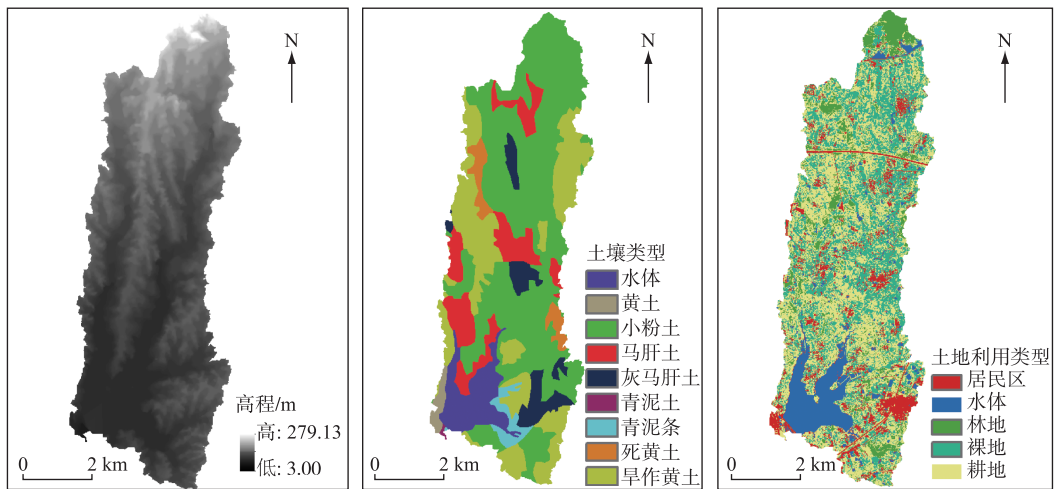 N
高程/m
高: 279.13
低: 3.00
0 2 km
N
土壤类型
水体
黄土
小粉土
马肝土
灰马肝土
青泥土
青泥条
死黄土
旱作黄土
0 2 km
N
土地利用类型
居民区
水体
林地
裸地
耕地
0 2 km